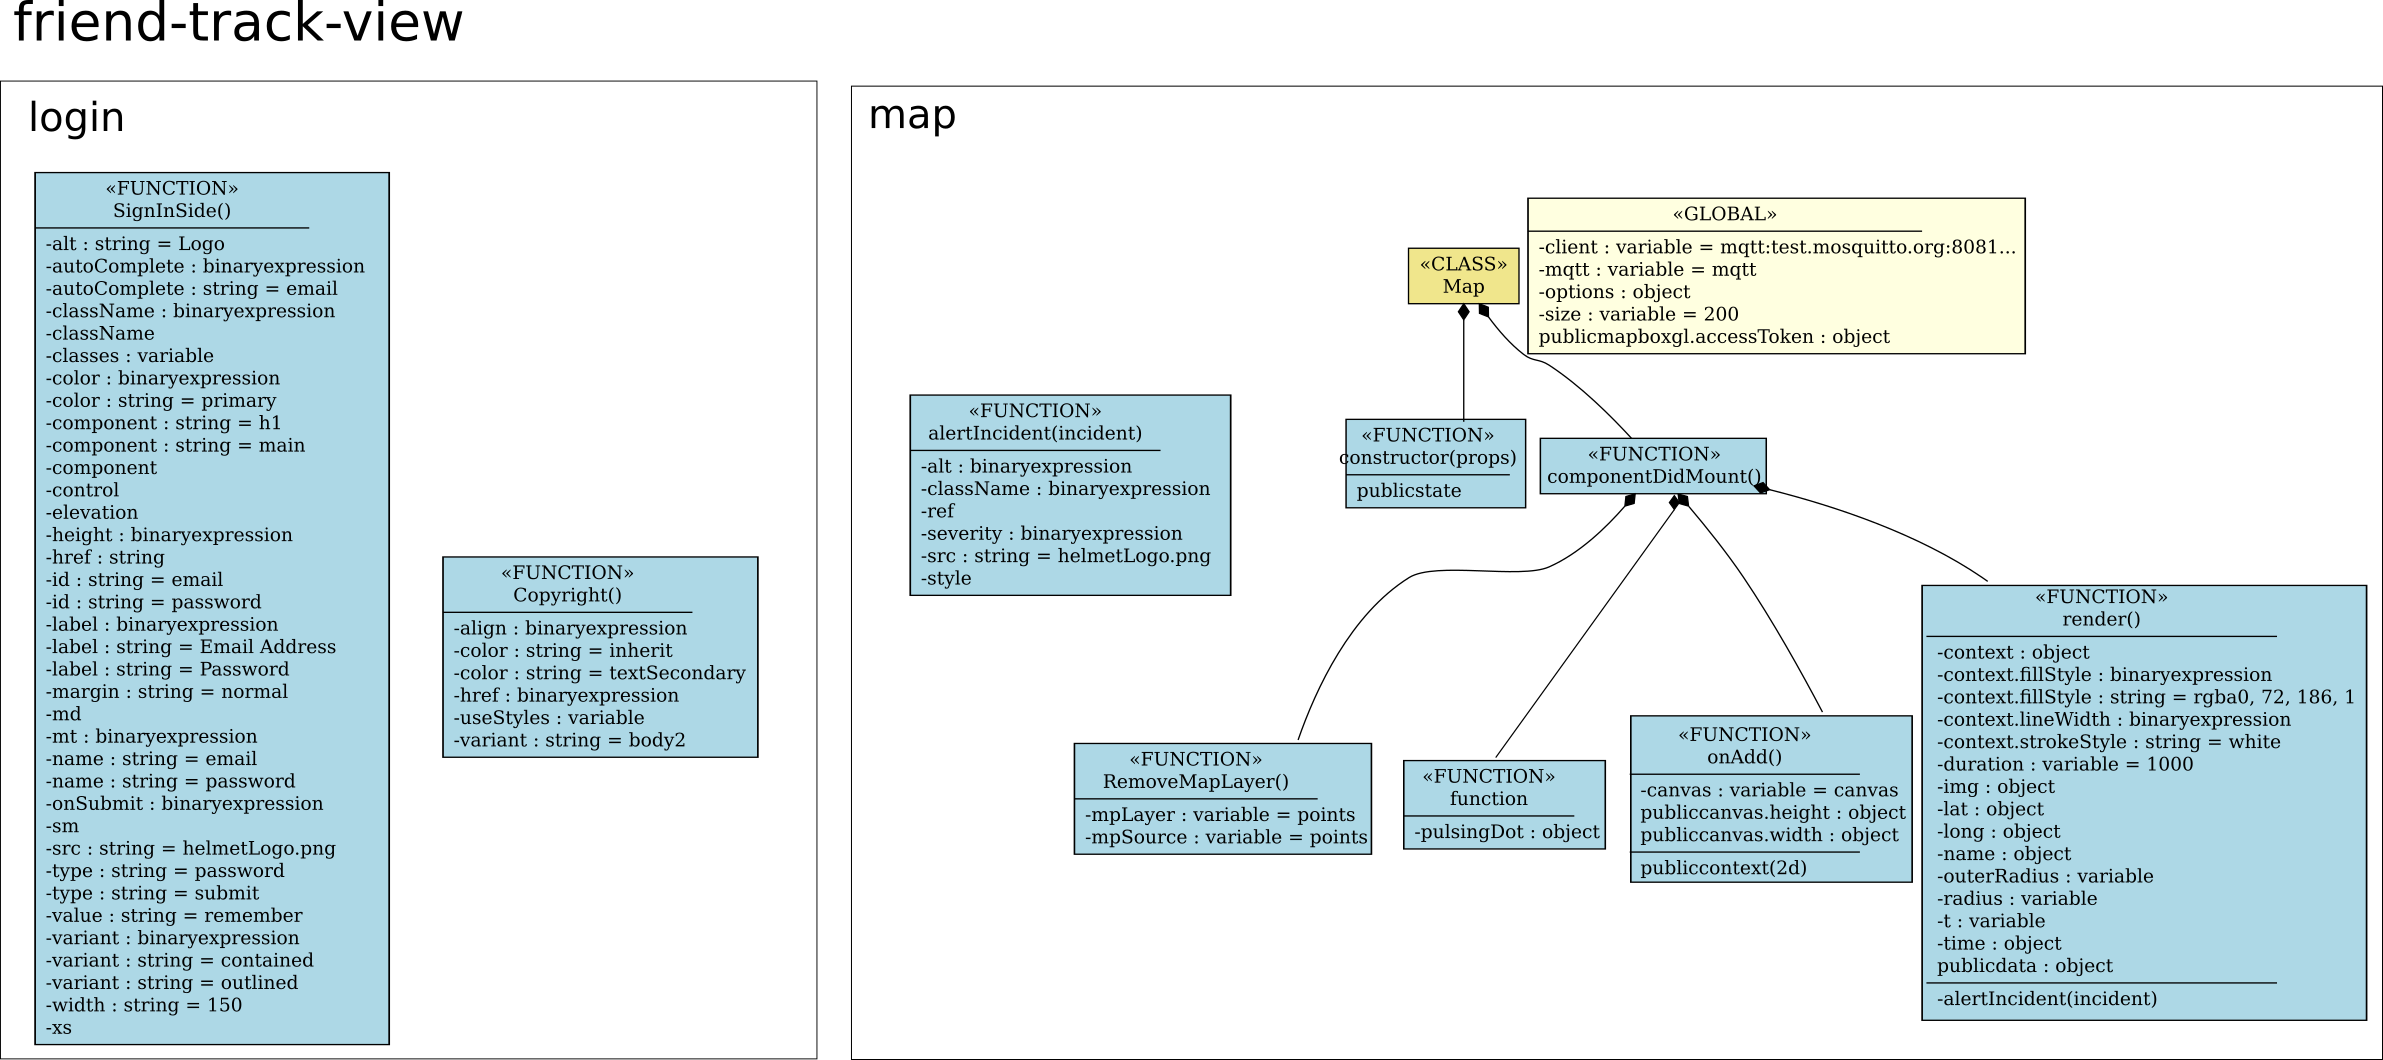 friend-track-view
login
«FUNCTION»
SignInSide()
-alt : string = Logo
-autoComplete : binaryexpression
-autoComplete : string = email
-className : binaryexpression
-className
-classes : variable
-color : binaryexpression
-color : string = primary
-component : string = h1
-component : string = main
-component
-control
-elevation
-height : binaryexpression
-href : string
-id : string = email
-id : string = password
-label : binaryexpression
-label : string = Email Address
-label : string = Password
-margin : string = normal
-md
-mt : binaryexpression
-name : string = email
-name : string = password
-onSubmit : binaryexpression
-sm
-src : string = helmetLogo.png
-type : string = password
-type : string = submit
-value : string = remember
-variant : binaryexpression
-variant : string = contained
-variant : string = outlined
-width : string = 150
-xs
«FUNCTION»
Copyright()
-align : binaryexpression
-color : string = inherit
-color : string = textSecondary
-href : binaryexpression
-useStyles : variable
-variant : string = body2
map
«CLASS»
Map
«GLOBAL»
-client : variable = mqtt:test.mosquitto.org:8081...
-mqtt : variable = mqtt
-options : object
-size : variable = 200
publicmapboxgl.accessToken : object
«FUNCTION»
alertIncident(incident)
-alt : binaryexpression
-className : binaryexpression
-ref
-severity : binaryexpression
-src : string = helmetLogo.png
-style
«FUNCTION»
constructor(props)
publicstate
«FUNCTION»
componentDidMount()
«FUNCTION»
RemoveMapLayer()
-mpLayer : variable = points
-mpSource : variable = points
«FUNCTION»
function
-pulsingDot : object
«FUNCTION»
onAdd()
-canvas : variable = canvas
publiccanvas.height : object
publiccanvas.width : object
publiccontext(2d)
«FUNCTION»
render()
-context : object
-context.fillStyle : binaryexpression
-context.fillStyle : string = rgba0, 72, 186, 1
-context.lineWidth : binaryexpression
-context.strokeStyle : string = white
-duration : variable = 1000
-img : object
-lat : object
-long : object
-name : object
-outerRadius : variable
-radius : variable
-t : variable
-time : object
publicdata : object
-alertIncident(incident)